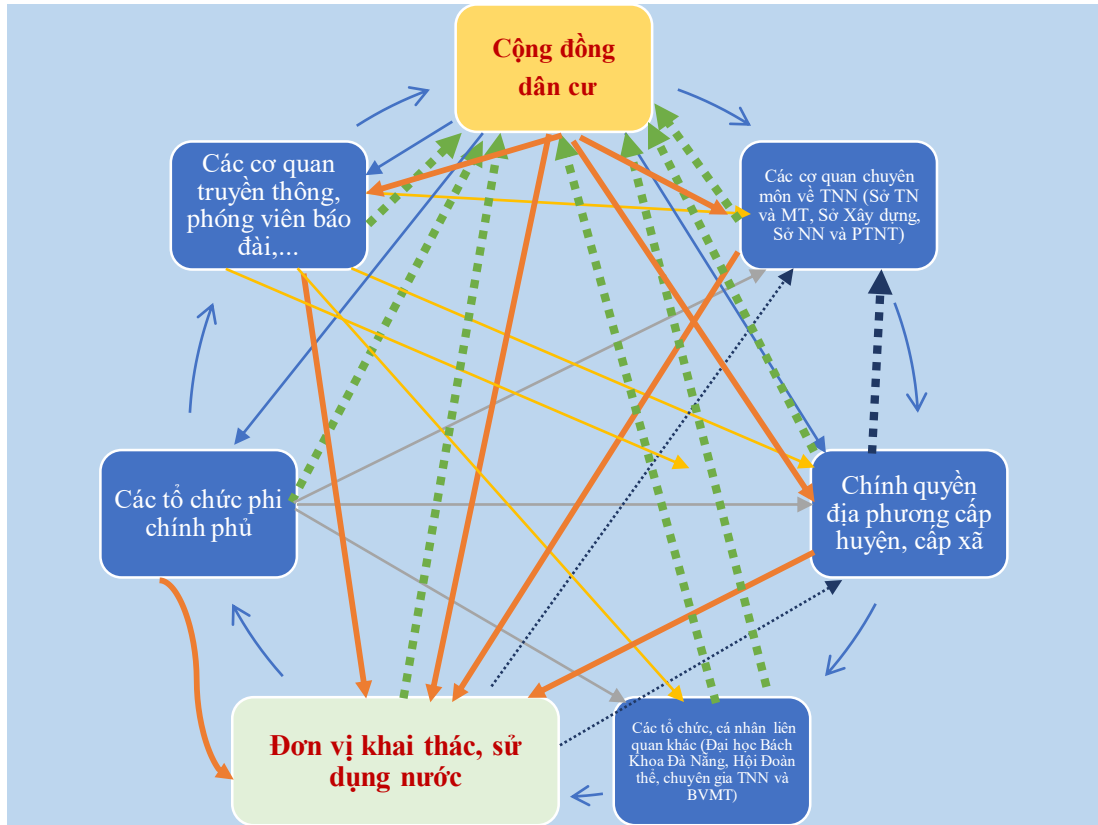 Cộng đồng
dân cư
Các cơ quan
truyền thông,
phóng viên báo
đài,...
Các cơ quan chuyên
môn về TNN (Sở TN
và MT, Sở Xây dựng,
Sở NN và PTNT)
Các tổ chức phi
chính phủ
Chính quyền
địa phương cấp
huyện, cấp xã
Đơn vị khai thác, sử
dụng nước
Các tổ chức, cá nhân liên
quan khác (Đại học Bách
Khoa Đà Nẵng, Hội Đoàn
thể, chuyên gia TNN và
BVMT)